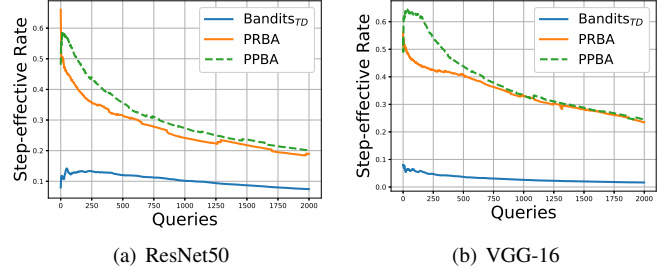 Step-effective Rate
0.6
0.5
0.4
0.3
0.2
0.1
0 250 500 750 1000 1250 1500 1750 2000
Queries
BanditsTD
PRBA
PPBA
(a) ResNet50
Step-effective Rate
0.6
0.5
0.4
0.3
0.2
0.1
0.0
0 250 500 750 1000 1250 1500 1750 2000
Queries
BanditsTD
PRBA
PPBA
(b) VGG-16